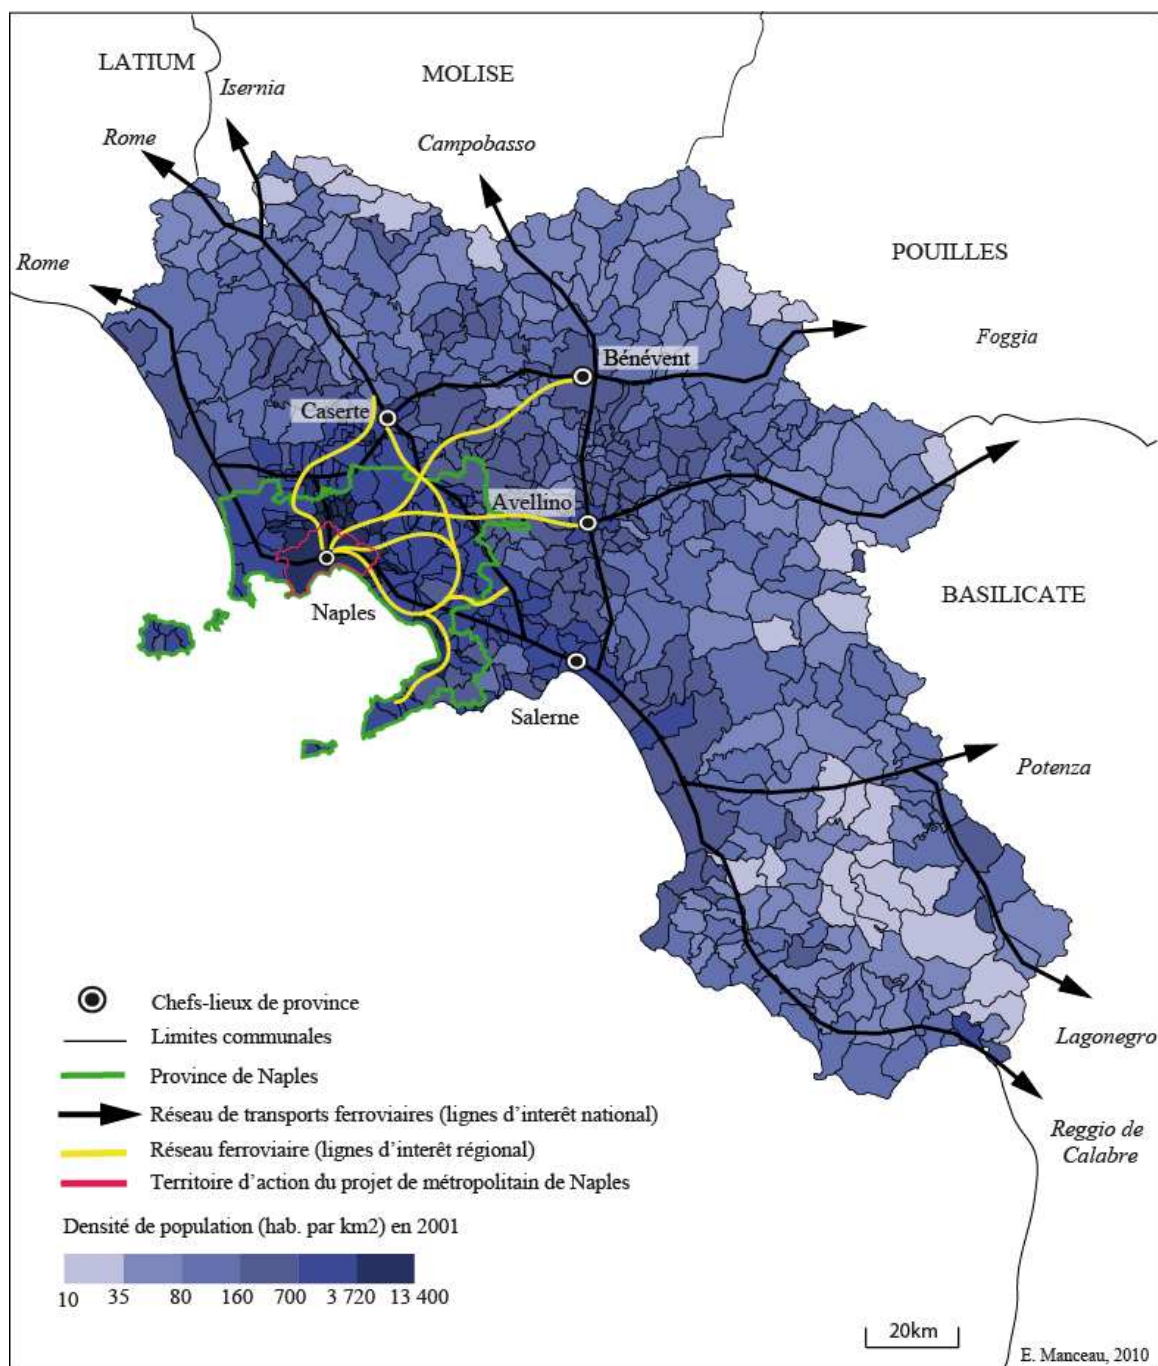 LATIUM
MOLISE
Isernia
Rome
Campobasso
POUILLES
Rome
Foggia
Bénévent
Caserte
Avellino
BASILICATE
Naples
Salerne
Potenza
Chefs-lieux de province
Limites communales
Lagonegro
Province de Naples
Réseau de transports ferroviaires (lignes d'interêt national)
Reggio de
Calabre
Réseau ferroviaire (lignes d'interêt régional)
Territoire d'action du projet de métropolitain de Naples
Densité de population (hab. par km2) en 2001
10 35 80 160 700 3 720 13 400
20km
E. Manceau, 2010